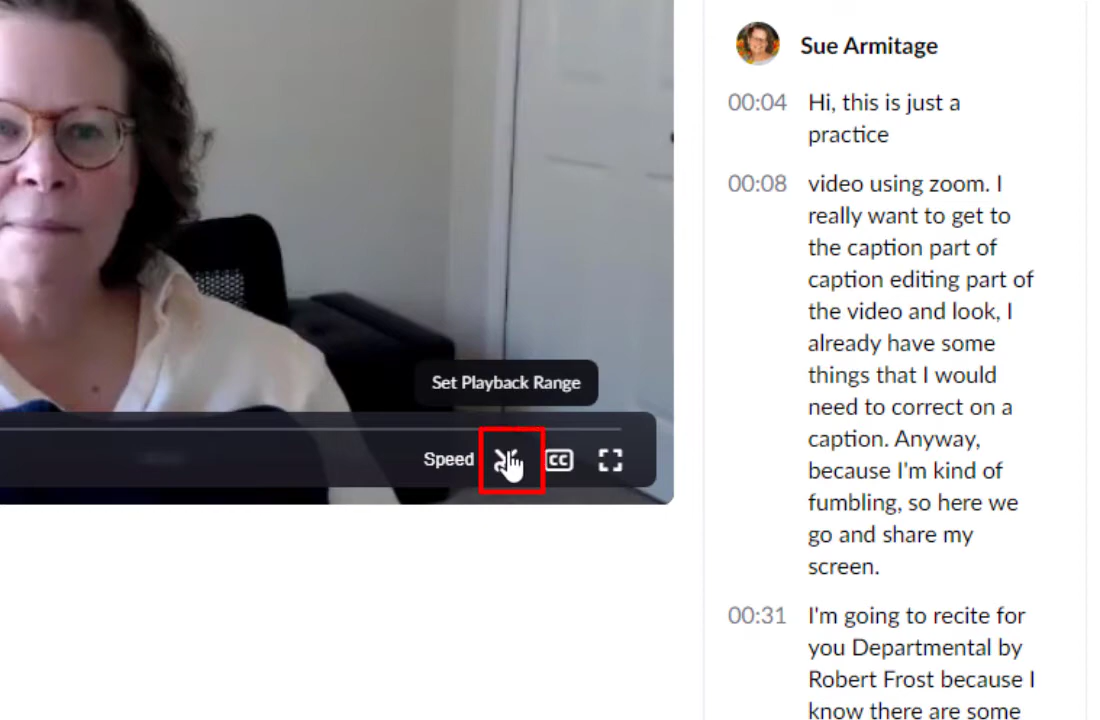 Sue Armitage
00:04 Hi, this is just a
practice
00:08 video using zoom. I
really want to get to
the caption part of
caption editing part of
the video and look, I
already have some
things that I would
need to correct on a
caption. Anyway,
because I'm kind of
fumbling, so here we
go and share my
screen.
00:31 I'm going to recite for
you Departmental by
Robert Frost because I
know there are some
Set Playback Range
Speed CC